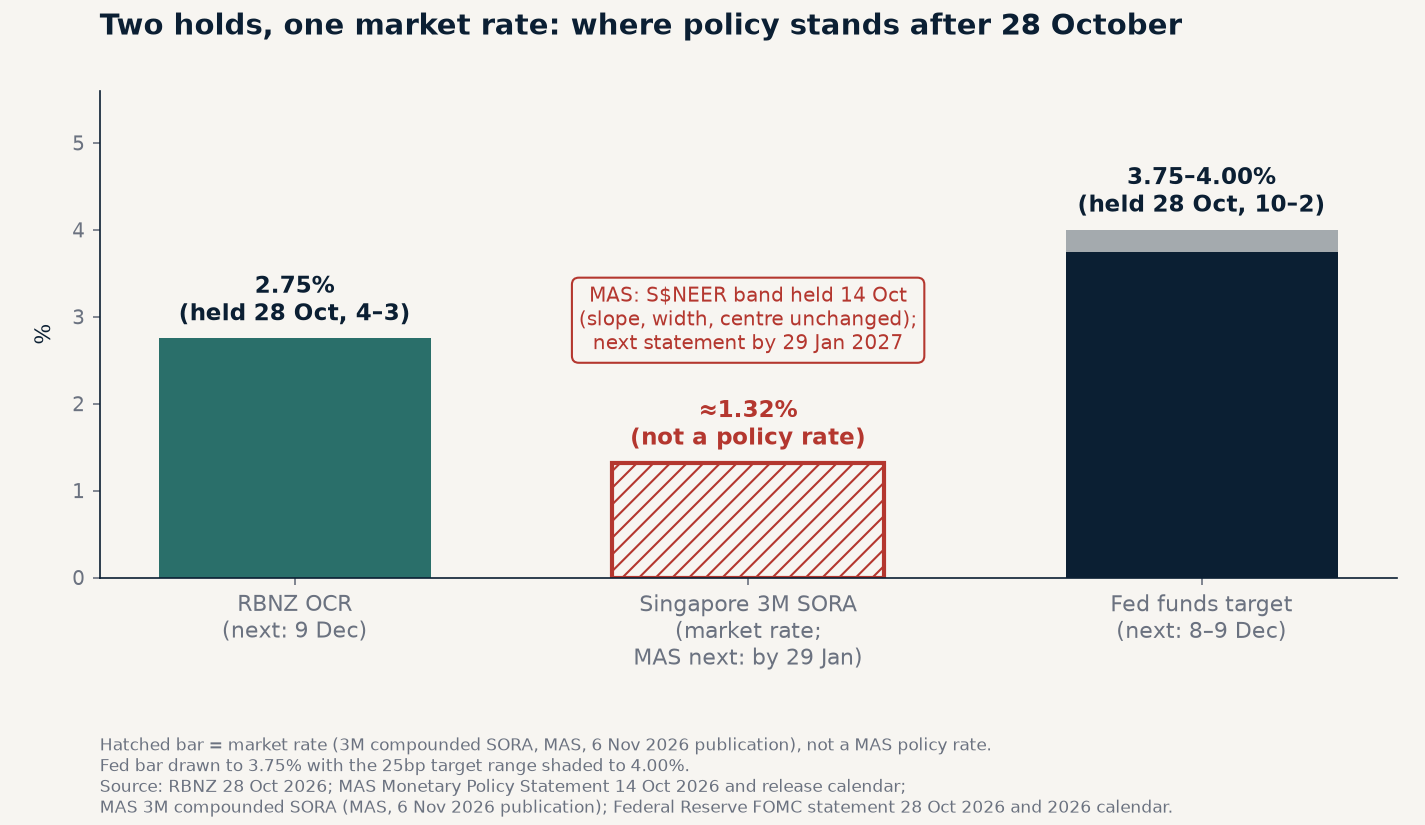 Two holds, one market rate: where policy stands after 28 October
%
5
4
3
2
1
0
2.75%
(held 28 Oct, 4–3)
MAS: S$NEER band held 14 Oct
(slope, width, centre unchanged);
next statement by 29 Jan 2027
≈1.32%
(not a policy rate)
3.75–4.00%
(held 28 Oct, 10–2)
RBNZ OCR
(next: 9 Dec)
Singapore 3M SORA
(market rate;
MAS next: by 29 Jan)
Fed funds target
(next: 8–9 Dec)
Hatched bar = market rate (3M compounded SORA, MAS, 6 Nov 2026 publication), not a MAS policy rate.
Fed bar drawn to 3.75% with the 25bp target range shaded to 4.00%.
Source: RBNZ 28 Oct 2026; MAS Monetary Policy Statement 14 Oct 2026 and release calendar;
MAS 3M compounded SORA (MAS, 6 Nov 2026 publication); Federal Reserve FOMC statement 28 Oct 2026 and 2026 calendar.